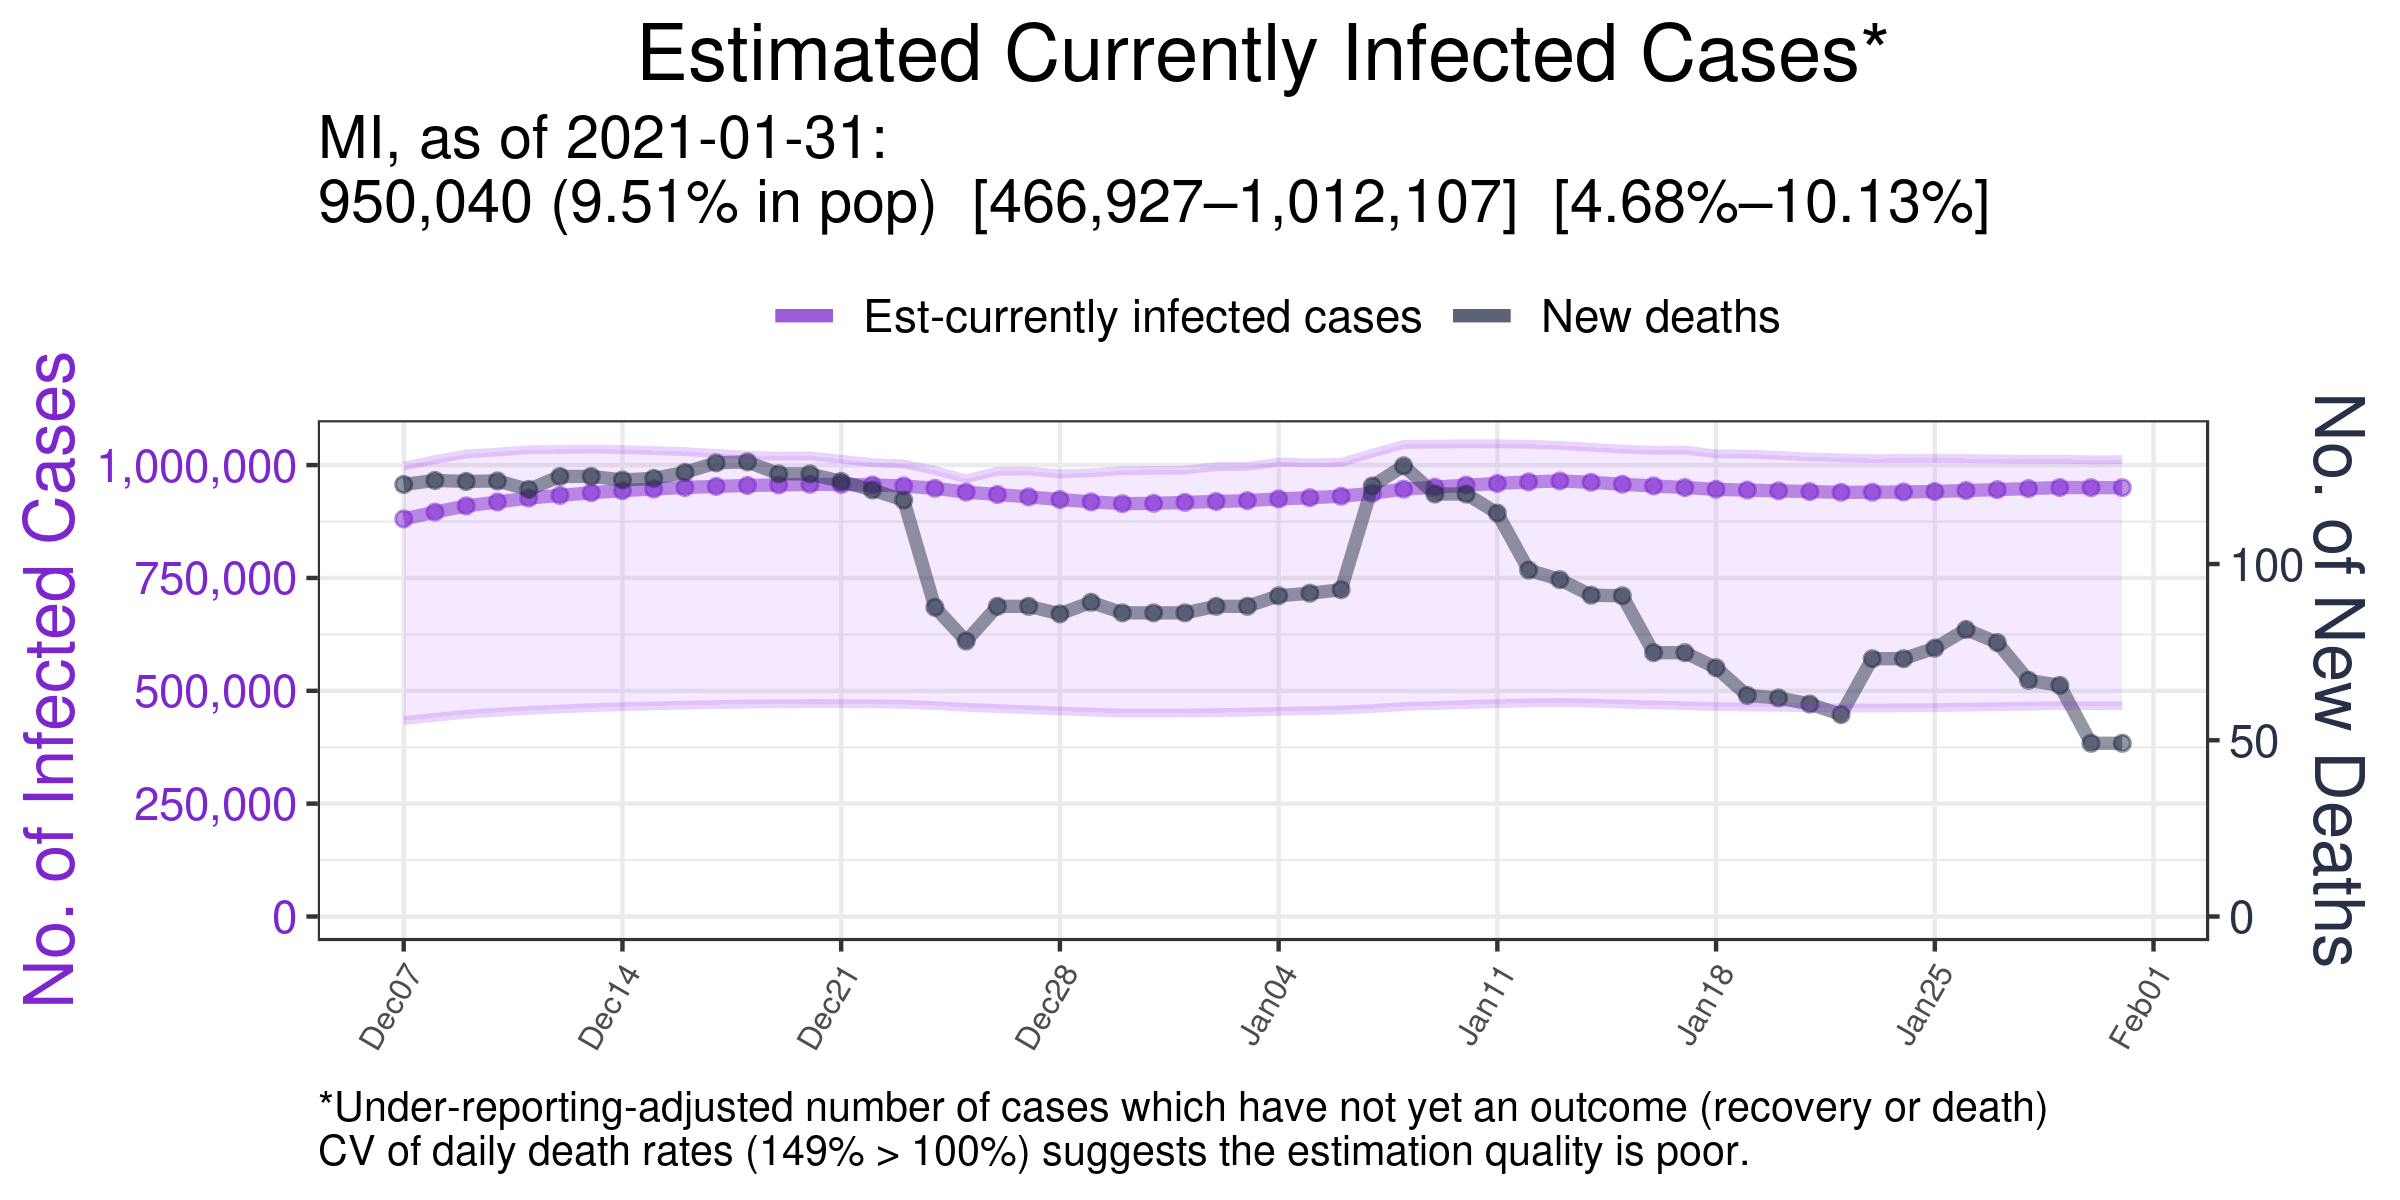 Estimated Currently Infected Cases*
MI, as of 2021-01-31:
950,040 (9.51% in pop)  [466,927–1,012,107]  [4.68%–10.13%]
Est-currently infected cases
New deaths
No. of Infected Cases
1,000,000
750,000
500,000
250,000
0
100
50
0
No. of New Deaths
Dec07
Dec14
Dec21
Dec28
Jan04
Jan11
Jan18
Jan25
Feb01
*Under-reporting-adjusted number of cases which have not yet an outcome (recovery or death)
CV of daily death rates (149% > 100%) suggests the estimation quality is poor.